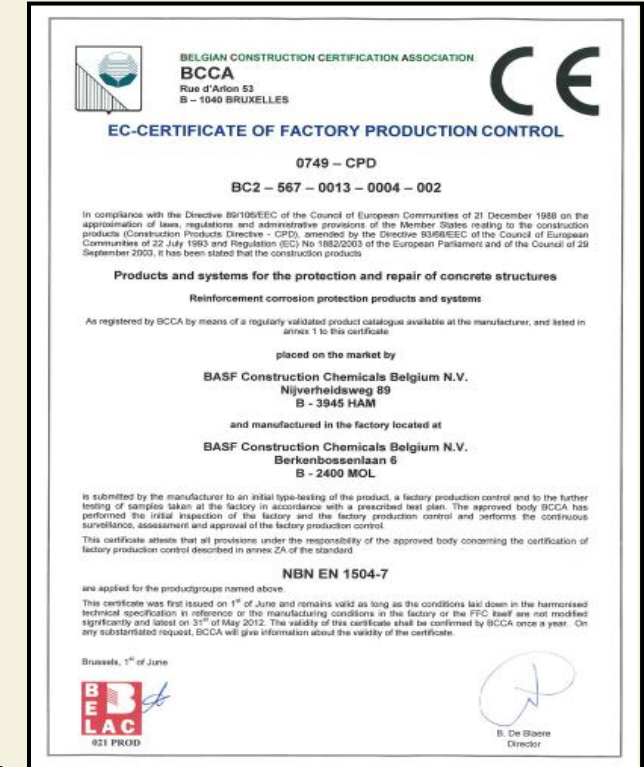 BELGIAN CONSTRUCTION CERTIFICATION ASSOCIATION
BCCA
Rue d'Arlon 53
B – 1040 BRUXELLES
CE
EC-CERTIFICATE OF FACTORY PRODUCTION CONTROL
0749 – CPD
BC2 – 567 – 0013 – 0004 – 002
In compliance with the Directive 89/106/EEC of the Council of European Communities of 21 December 1988 on the
approximation of laws, regulations and administrative provisions of the Member States relating to the construction
products (Construction Products Directive - CPD), amended by the Directive 93/68/EEC of the Council of European
Communities of 22 July 1993 and Regulation (EC) No 1882/2003 of the European Parliament and of the Council of 29
September 2003, it has been stated that the construction products
Products and systems for the protection and repair of concrete structures
Reinforcement corrosion protection products and systems
As registered by BCCA by means of a regularly validated product catalogue available at the manufacturer, and listed in
annex 1 to this certificate
placed on the market by
BASF Construction Chemicals Belgium N.V.
Nijverheidsweg 89
B - 3945 HAM
and manufactured in the factory located at
BASF Construction Chemicals Belgium N.V.
Berkenbossenlaan 6
B - 2400 MOL
is submitted by the manufacturer to an initial type-testing of the product, a factory production control and to the further
testing of samples taken at the factory in accordance with a prescribed test plan. The approved body BCCA has
performed the initial inspection of the factory and the factory production control and performs the continuous
surveillance, assessment and approval of the factory production control.
This certificate attests that all provisions under the responsibility of the approved body concerning the certification of
factory production control described in annex ZA of the standard
NBN EN 1504-7
are applied for the productgroups named above.
This certificate was first issued on 1st of June and remains valid as long as the conditions laid down in the harmonised
technical specification in reference or the manufacturing conditions in the factory or the FFC itself are not modified
significantly and latest on 31st of May 2012. The validity of this certificate shall be confirmed by BCCA once a year. On
any substantiated request, BCCA will give information about the validity of the certificate.
Brussels, 1st of June
BELAC
021 PROD
B. De Blaere
Director